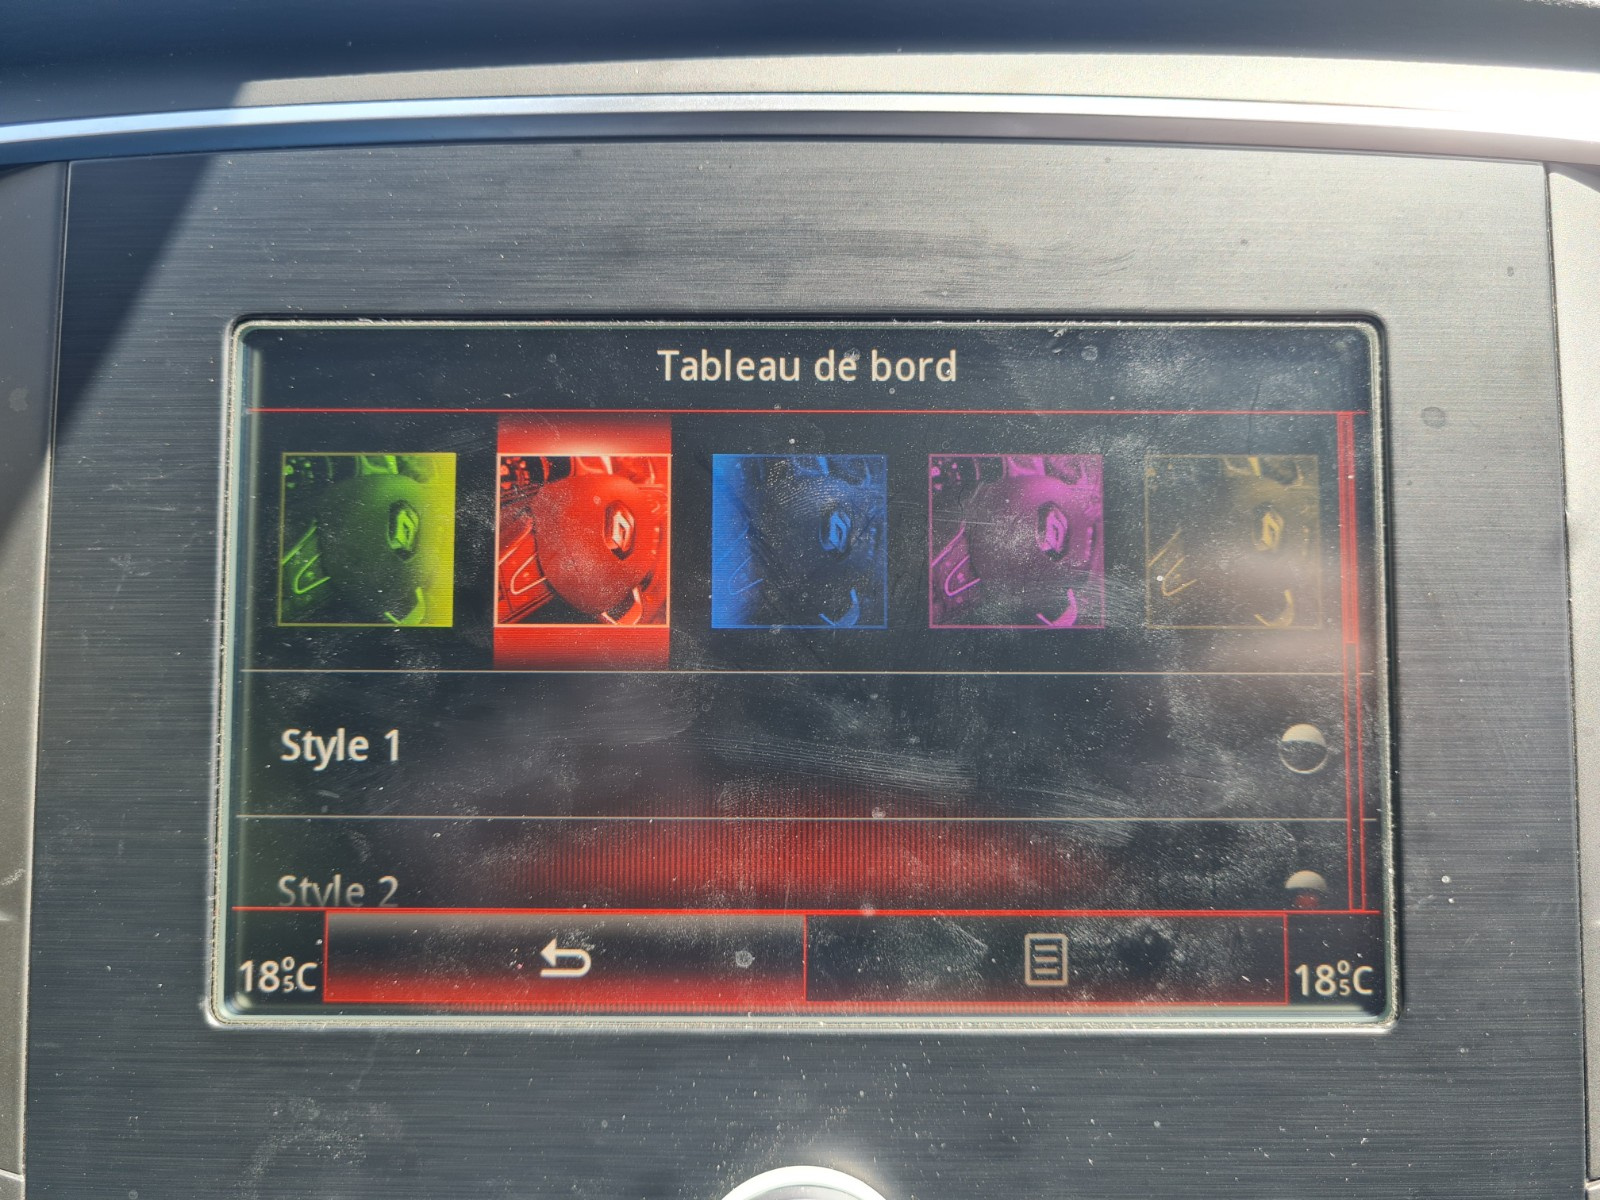 Tableau de bord
Style 1
Style 2
18°5C 18°5C